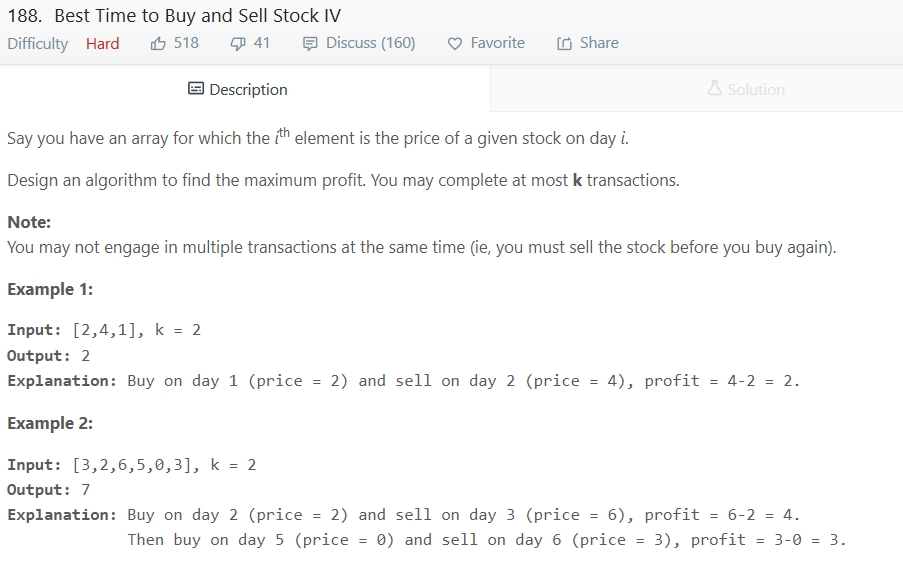 188. Best Time to Buy and Sell Stock IV
Difficulty Hard 518 41 Discuss (160) Favorite Share
Description Solution
Say you have an array for which the ith element is the price of a given stock on day i.
Design an algorithm to find the maximum profit. You may complete at most k transactions.
Note:
You may not engage in multiple transactions at the same time (ie, you must sell the stock before you buy again).
Example 1:
Input: [2,4,1], k = 2
Output: 2
Explanation: Buy on day 1 (price = 2) and sell on day 2 (price = 4), profit = 4-2 = 2.
Example 2:
Input: [3,2,6,5,0,3], k = 2
Output: 7
Explanation: Buy on day 2 (price = 2) and sell on day 3 (price = 6), profit = 6-2 = 4.
Then buy on day 5 (price = 0) and sell on day 6 (price = 3), profit = 3-0 = 3.